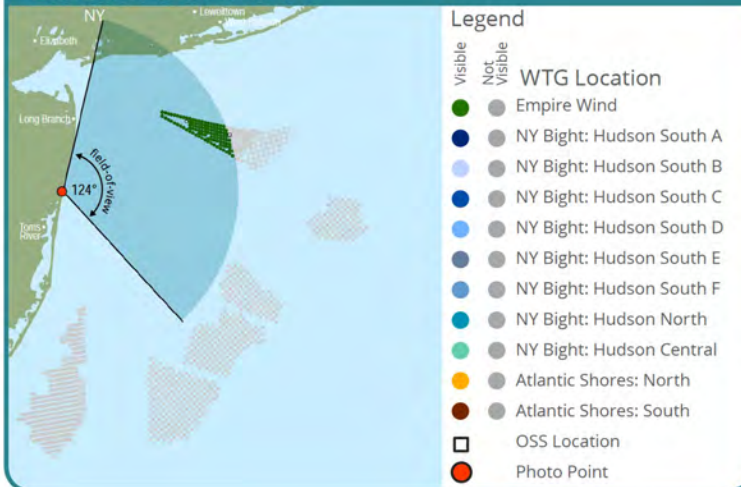 NY
Levittown
Elizabeth
Long Branch
field-of-view
124°
Toms
River
Legend
Visible
Not
Visible
WTG Location
Empire Wind
NY Bight: Hudson South A
NY Bight: Hudson South B
NY Bight: Hudson South C
NY Bight: Hudson South D
NY Bight: Hudson South E
NY Bight: Hudson South F
NY Bight: Hudson North
NY Bight: Hudson Central
Atlantic Shores: North
Atlantic Shores: South
OSS Location
Photo Point